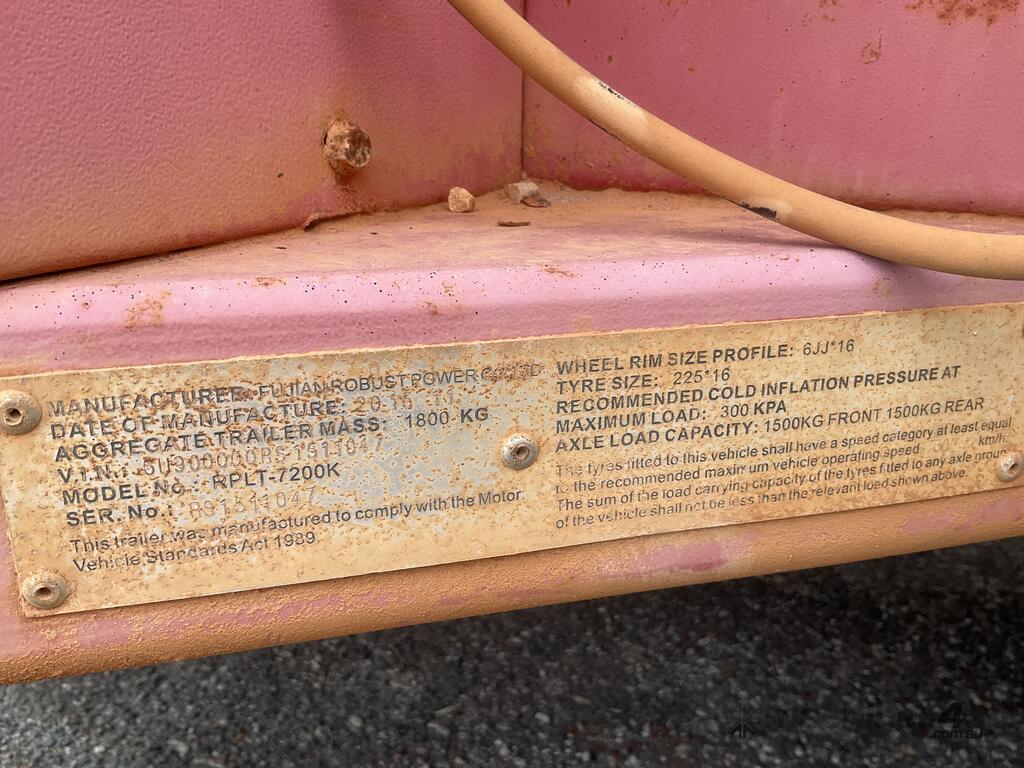 MANUFACTURER: FUJIAN ROBUST POWER CO LTD
DATE OF MANUFACTURE: 2015 11
AGGREGATE TRAILER MASS: 1800 KG
V.I.N.:
MODEL No.: RPLT-7200K
SER. No.: RS1511047
This trailer was manufactured to comply with the Motor
Vehicle Standards Act 1989.
WHEEL RIM SIZE PROFILE: 6JJ*16
TYRE SIZE: 225*16
RECOMMENDED COLD INFLATION PRESSURE AT
MAXIMUM LOAD: 300 KPA
AXLE LOAD CAPACITY: 1500KG FRONT 1500KG REAR
The tyres fitted to this vehicle shall have a speed category at least equal
to the recommended maximum vehicle operating speed km/h.
The sum of the load carrying capacity of the tyres fitted to any axle group
of the vehicle shall not be less than the relevant load shown above.
.com.au